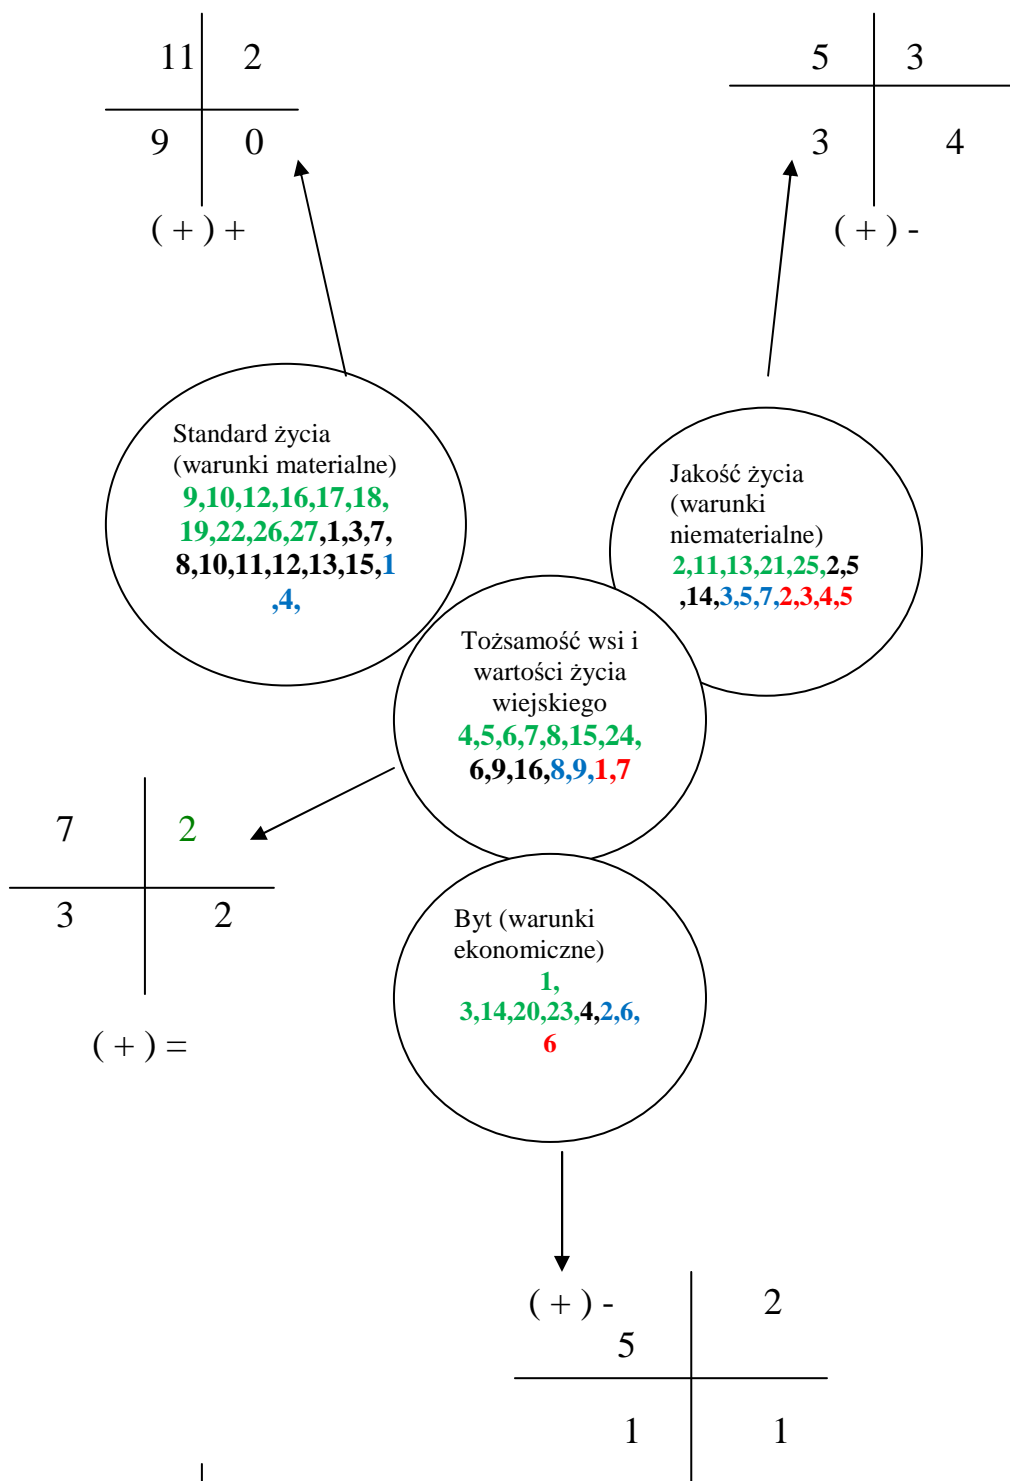 11 2
9 0
( + ) +
5 3
3 4
( + ) -
Standard życia
(warunki materialne)
9,10,12,16,17,18,
19,22,26,27,1,3,7,
8,10,11,12,13,15,1
,4,
Jakość życia
(warunki
niematerialne)
2,11,13,21,25,2,5
,14,3,5,7,2,3,4,5
Tożsamość wsi i
wartości życia
wiejskiego
4,5,6,7,8,15,24,
6,9,16,8,9,1,7
7 2
3 2
( + ) =
Byt (warunki
ekonomiczne)
1,
3,14,20,23,4,2,6,
6
( + ) - 2
5
1 1